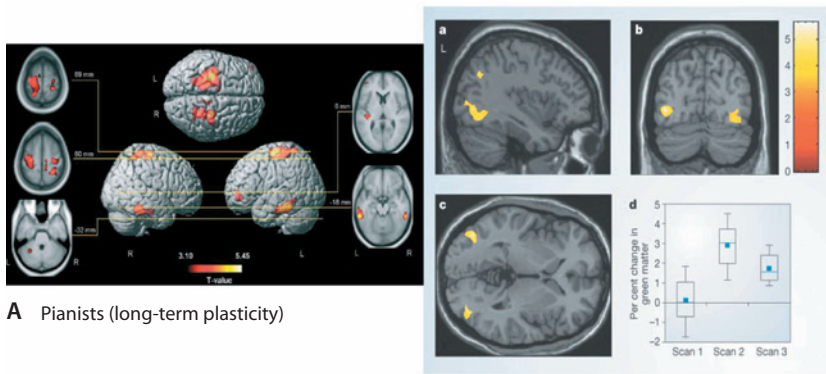 69 mm
60 mm
-32 mm
L
R
R
L
6 mm
-18 mm
L
R
3.10
5.45
T-value
A Pianists (long-term plasticity)
a
L
b
5
4
3
2
1
0
c
d
Per cent change in
green matter
5
4
3
2
1
0
−1
−2
Scan 1 Scan 2 Scan 3